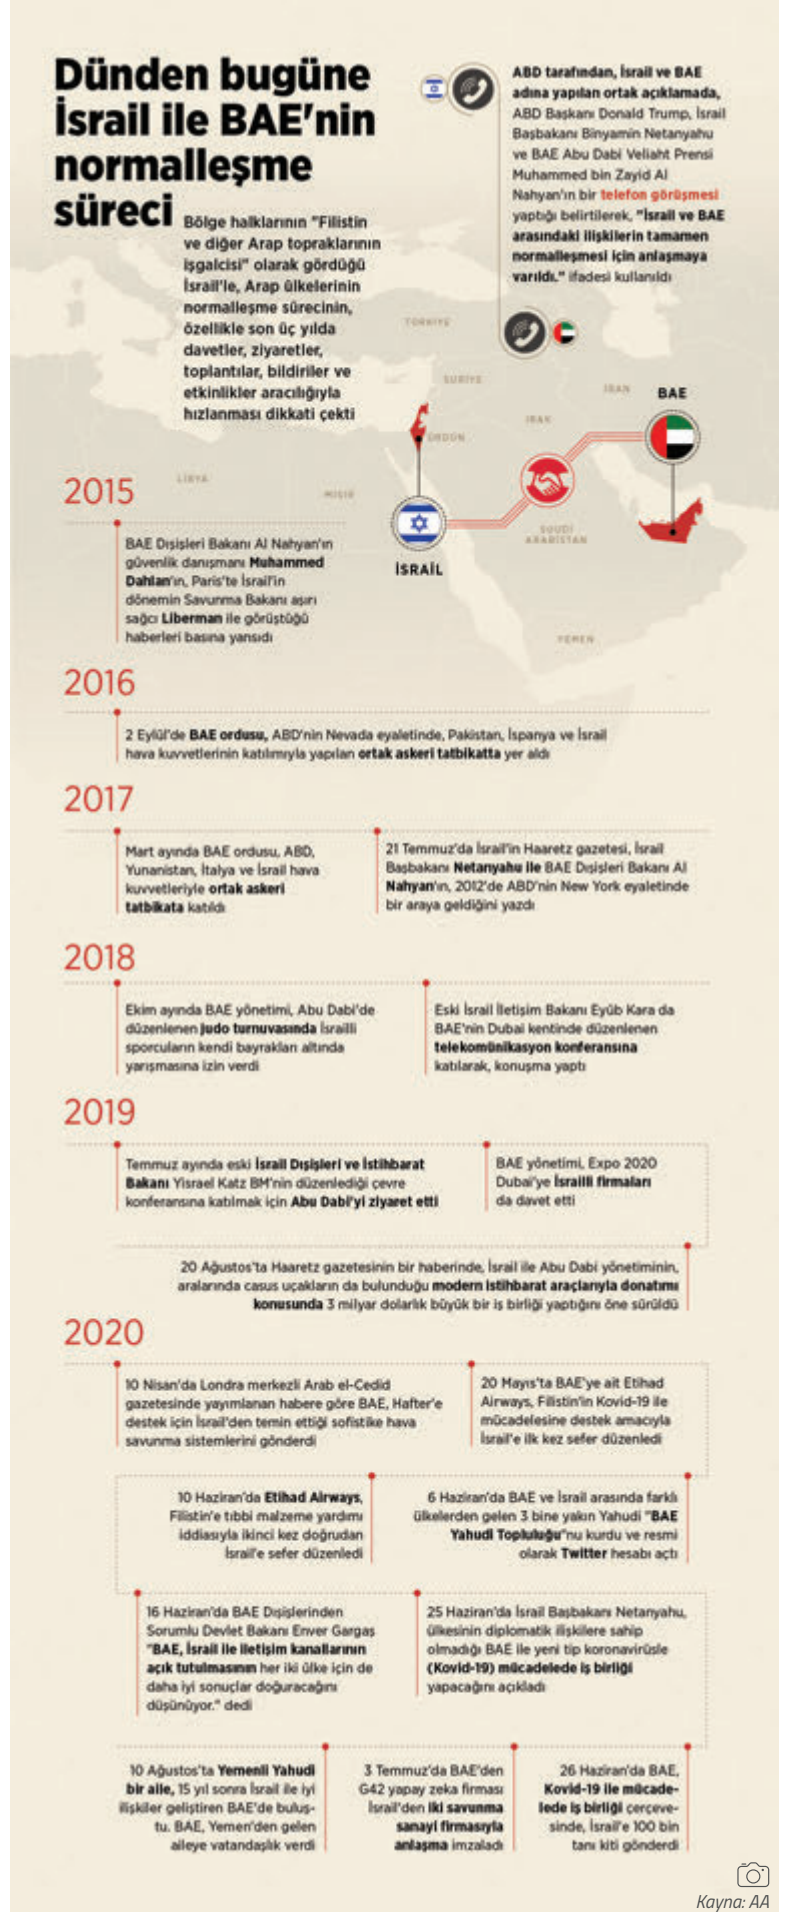 Dünden bugüne
İsrail ile BAE'nin
normalleşme
süreci
Bölge halklarının "Filistin
ve diğer Arap topraklarının
işgalcisi" olarak gördüğü
İsrail'le, Arap ülkelerinin
normalleşme sürecinin,
özellikle son üç yılda
davetler, ziyaretler,
toplantılar, bildiriler ve
etkinlikler aracılığıyla
hızlanması dikkati çekti
ABD tarafından, İsrail ve BAE
adına yapılan ortak açıklamada,
ABD Başkanı Donald Trump, İsrail
Başbakanı Binyamin Netanyahu
ve BAE Abu Dabi Veliaht Prensi
Muhammed bin Zayid Al
Nahyan'ın bir telefon görüşmesi
yaptığı belirtilerek, "İsrail ve BAE
arasındaki ilişkilerin tamamen
normalleşmesi için anlaşmaya
varıldı." ifadesi kullanıldı
TÜRKİYE
SURİYE
İRAN
BAE
IRAK
ÜRDÜN
LİBYA
MISIR
SUUDİ
ARABİSTAN
İSRAİL
YEMEN
2015
BAE Dışişleri Bakanı Al Nahyan'ın
güvenlik danışmanı Muhammed
Dahlan'ın, Paris'te İsrail'in
dönemin Savunma Bakanı aşırı
sağcı Liberman ile görüştüğü
haberleri basına yansıdı
2016
2 Eylül'de BAE ordusu, ABD'nin Nevada eyaletinde, Pakistan, İspanya ve İsrail
hava kuvvetlerinin katılımıyla yapılan ortak askeri tatbikatta yer aldı
2017
Mart ayında BAE ordusu, ABD,
Yunanistan, İtalya ve İsrail hava
kuvvetleriyle ortak askeri
tatbikata katıldı
21 Temmuz'da İsrail'in Haaretz gazetesi, İsrail
Başbakanı Netanyahu ile BAE Dışişleri Bakanı Al
Nahyan'ın, 2012'de ABD'nin New York eyaletinde
bir araya geldiğini yazdı
2018
Ekim ayında BAE yönetimi, Abu Dabi'de
düzenlenen judo turnuvasında İsrailli
sporcuların kendi bayrakları altında
yarışmasına izin verdi
Eski İsrail İletişim Bakanı Eyüb Kara da
BAE'nin Dubai kentinde düzenlenen
telekomünikasyon konferansına
katılarak, konuşma yaptı
2019
Temmuz ayında eski İsrail Dışişleri ve İstihbarat
Bakanı Yisrael Katz BM'nin düzenlediği çevre
konferansına katılmak için Abu Dabi'yi ziyaret etti
BAE yönetimi, Expo 2020
Dubai'ye İsrailli firmaları
da davet etti
20 Ağustos'ta Haaretz gazetesinin bir haberinde, İsrail ile Abu Dabi yönetiminin,
aralarında casus uçakların da bulunduğu modern istihbarat araçlarıyla donatımı
konusunda 3 milyar dolarlık büyük bir iş birliği yaptığını öne sürüldü
2020
10 Nisan'da Londra merkezli Arab el-Cedid
gazetesinde yayımlanan habere göre BAE, Hafter'e
destek için İsrail'den temin ettiği sofistike hava
savunma sistemlerini gönderdi
20 Mayıs'ta BAE'ye ait Etihad
Airways, Filistin'in Kovid-19 ile
mücadelesine destek amacıyla
İsrail'e ilk kez sefer düzenledi
10 Haziran'da Etihad Airways,
Filistin'e tıbbi malzeme yardımı
iddiasıyla ikinci kez doğrudan
İsrail'e sefer düzenledi
6 Haziran'da BAE ve İsrail arasında farklı
ülkelerden gelen 3 bine yakın Yahudi "BAE
Yahudi Topluluğu"nu kurdu ve resmi
olarak Twitter hesabı açtı
16 Haziran'da BAE Dışişlerinden
Sorumlu Devlet Bakanı Enver Gargaş
"BAE, İsrail ile iletişim kanallarının
açık tutulmasının her iki ülke için de
daha iyi sonuçlar doğuracağını
düşünüyor." dedi
25 Haziran'da İsrail Başbakanı Netanyahu,
ülkesinin diplomatik ilişkilere sahip
olmadığı BAE ile yeni tip koronavirüsle
(Kovid-19) mücadelede iş birliği
yapacağını açıkladı
10 Ağustos'ta Yemenli Yahudi
bir aile, 15 yıl sonra İsrail ile iyi
ilişkiler geliştiren BAE'de buluş-
tu. BAE, Yemen'den gelen
aileye vatandaşlık verdi
3 Temmuz'da BAE'den
G42 yapay zeka firması
İsrail'den iki savunma
sanayi firmasıyla
anlaşma imzaladı
26 Haziran'da BAE,
Kovid-19 ile mücade-
lede iş birliği çerçeve-
sinde, İsrail'e 100 bin
tanı kiti gönderdi
Kayna: AA